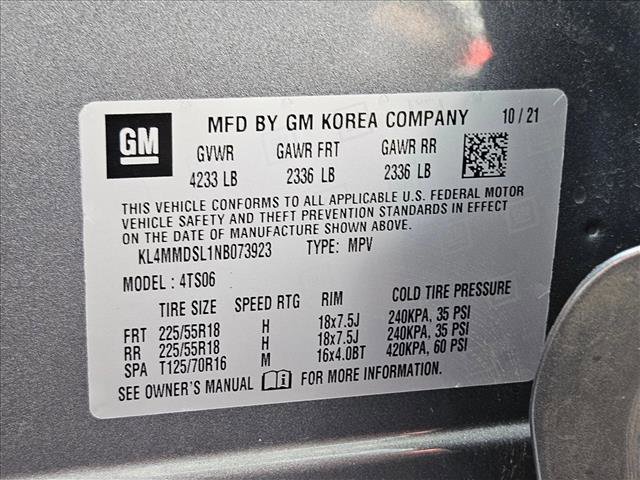 GM MFD BY GM KOREA COMPANY 10 / 21
GVWR GAWR FRT GAWR RR
4233 LB 2336 LB 2336 LB
THIS VEHICLE CONFORMS TO ALL APPLICABLE U.S. FEDERAL MOTOR
VEHICLE SAFETY AND THEFT PREVENTION STANDARDS IN EFFECT
ON THE DATE OF MANUFACTURE SHOWN ABOVE.
KL4MMDSL1NB073923 TYPE: MPV
MODEL : 4TS06
TIRE SIZE SPEED RTG RIM COLD TIRE PRESSURE
FRT 225/55R18 H 18x7.5J 240KPA, 35 PSI
RR 225/55R18 H 18x7.5J 240KPA, 35 PSI
SPA T125/70R16 M 16x4.0BT 420KPA, 60 PSI
SEE OWNER'S MANUAL FOR MORE INFORMATION.